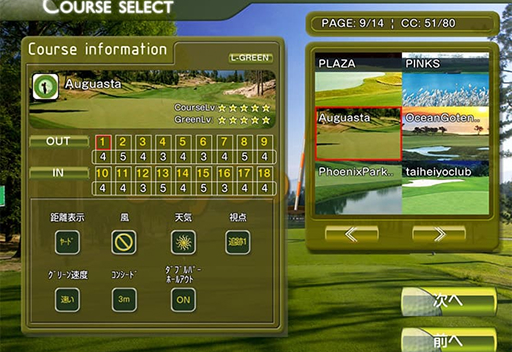 COURSE SELECT
PAGE: 9/14 | CC: 51/80
Course information
L-GREEN
1 Auguasta
CourseLv ☆☆☆☆☆
GreenLv ☆☆☆☆☆
OUT 1 2 3 4 5 6 7 8 9
4 5 4 3 4 3 4 5 4
IN 10 11 12 13 14 15 16 17 18
4 4 3 5 4 5 3 4 4
距離表示 風 天気 視点
ヤード 追跡1
グリーン速度 コンシード ダブルパー
ホールアウト
速い 3m ON
PLAZA PINKS
Auguasta OceanGoten..
PhoenixPark.. taiheiyoclub
次へ
前へ